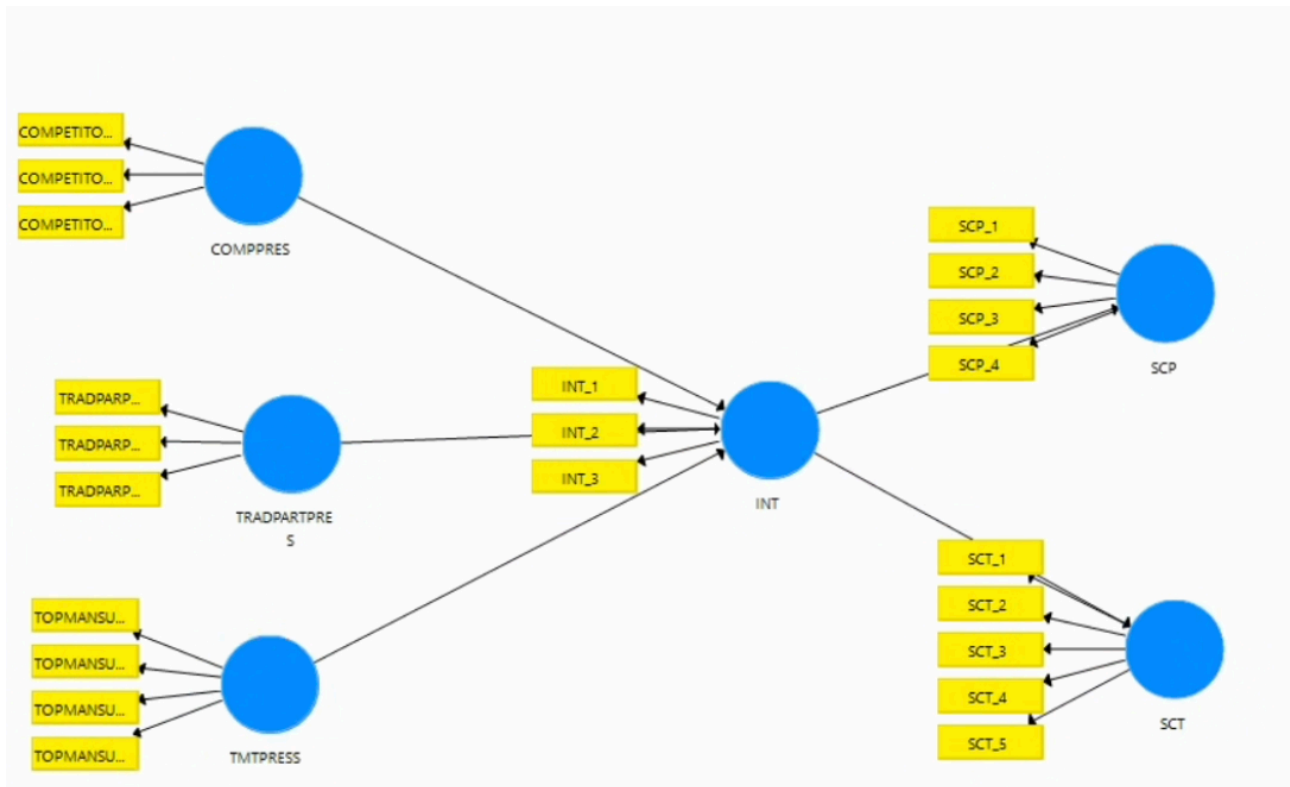 COMPETITO...
COMPETITO...
COMPETITO...
COMPPRES
TRADPARP...
TRADPARP...
TRADPARP...
TRADPARTPRE
S
TOPMANSU...
TOPMANSU...
TOPMANSU...
TOPMANSU...
TMTPRESS
INT_1
INT_2
INT_3
INT
SCP_1
SCP_2
SCP_3
SCP_4
SCP
SCT_1
SCT_2
SCT_3
SCT_4
SCT_5
SCT